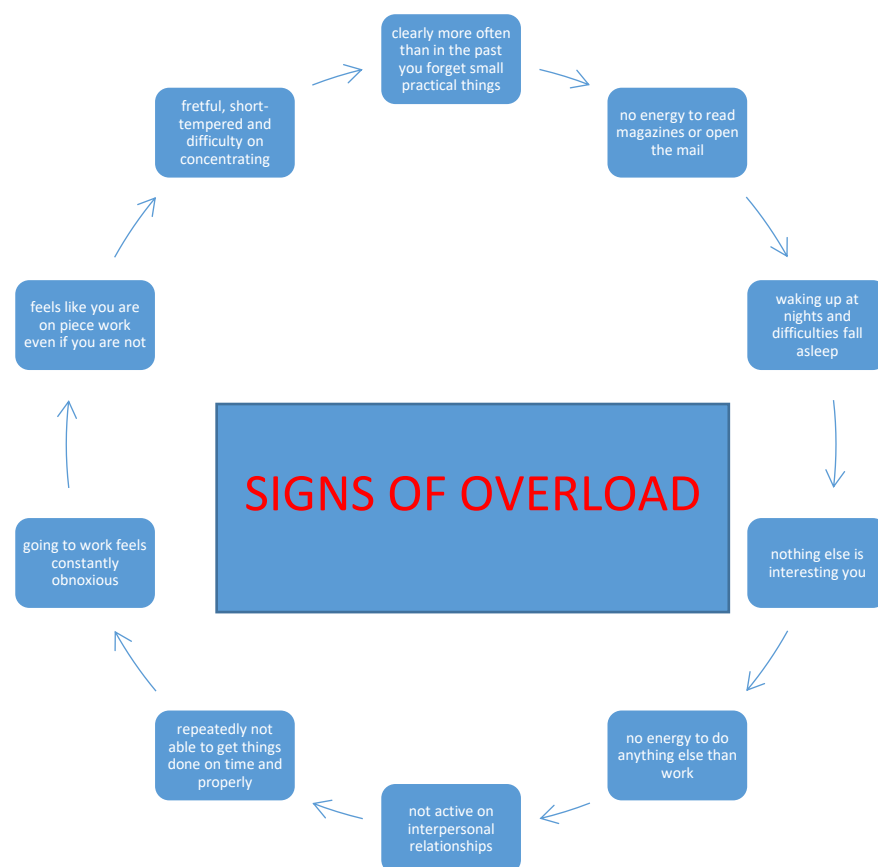 clearly more often
than in the past
you forget small
practical things
no energy to read
magazines or open
the mail
waking up at
nights and
difficulties fall
asleep
nothing else is
interesting you
no energy to do
anything else than
work
not active on
interpersonal
relationships
repeatedly not
able to get things
done on time and
properly
going to work feels
constantly
obnoxious
feels like you are
on piece work
even if you are not
fretful, short-
tempered and
difficulty on
concentrating
SIGNS OF OVERLOAD